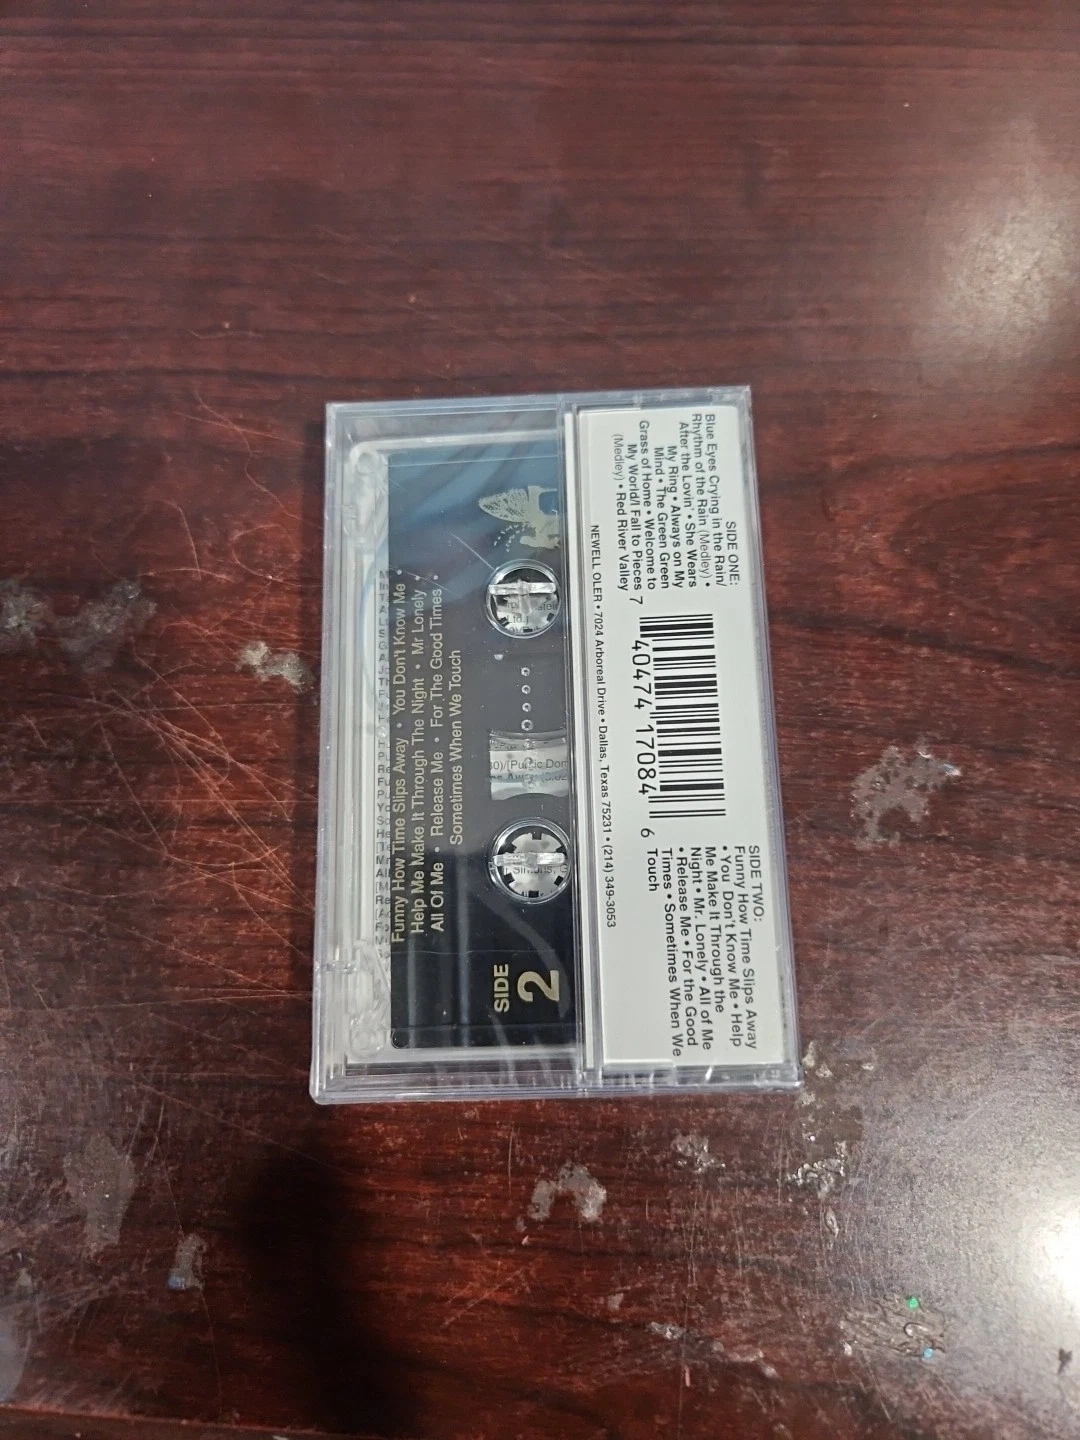 SIDE ONE:
Blue Eyes Crying in the Rain/
Rhythm of the Rain (Medley) •
After the Lovin' • She Wears
My Ring • Always on My
Mind • The Green Green
Grass of Home • Welcome to
My World/I Fall to Pieces
(Medley) • Red River Valley
7 40474 17084 6
SIDE TWO:
Funny How Time Slips Away
• You Don't Know Me • Help
Me Make It Through the
Night • Mr. Lonely • All of Me
• Release Me • For the Good
Times • Sometimes When We
Touch
NEWELL OLER • 7024 Arboreal Drive • Dallas, Texas 75231 • (214) 349-3053
SIDE
2
Funny How Time Slips Away • You Don't Know Me •
Help Me Make It Through The Night • Mr Lonely •
All Of Me • Release Me • For The Good Times •
Sometimes When We Touch